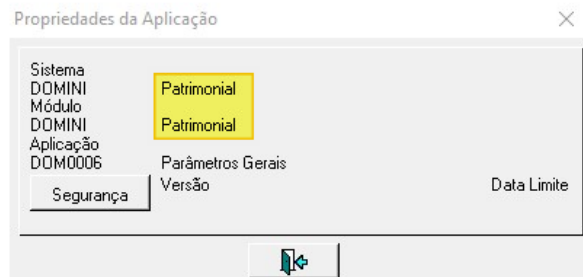 Propriedades da Aplicação
Sistema
DOMINI Patrimonial
Módulo
DOMINI Patrimonial
Aplicação
DOM0006 Parâmetros Gerais
Segurança Versão Data Limite